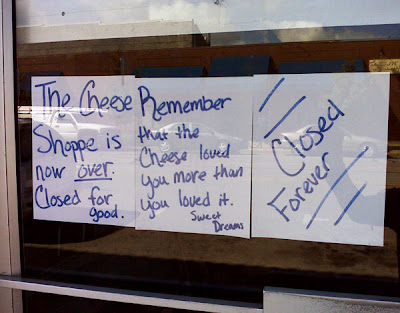 The Cheese
Shoppe is
now over.
Closed for
good.
Remember
that the
Cheese loved
you more than
you loved it.
Sweet
Dreams
Closed
Forever